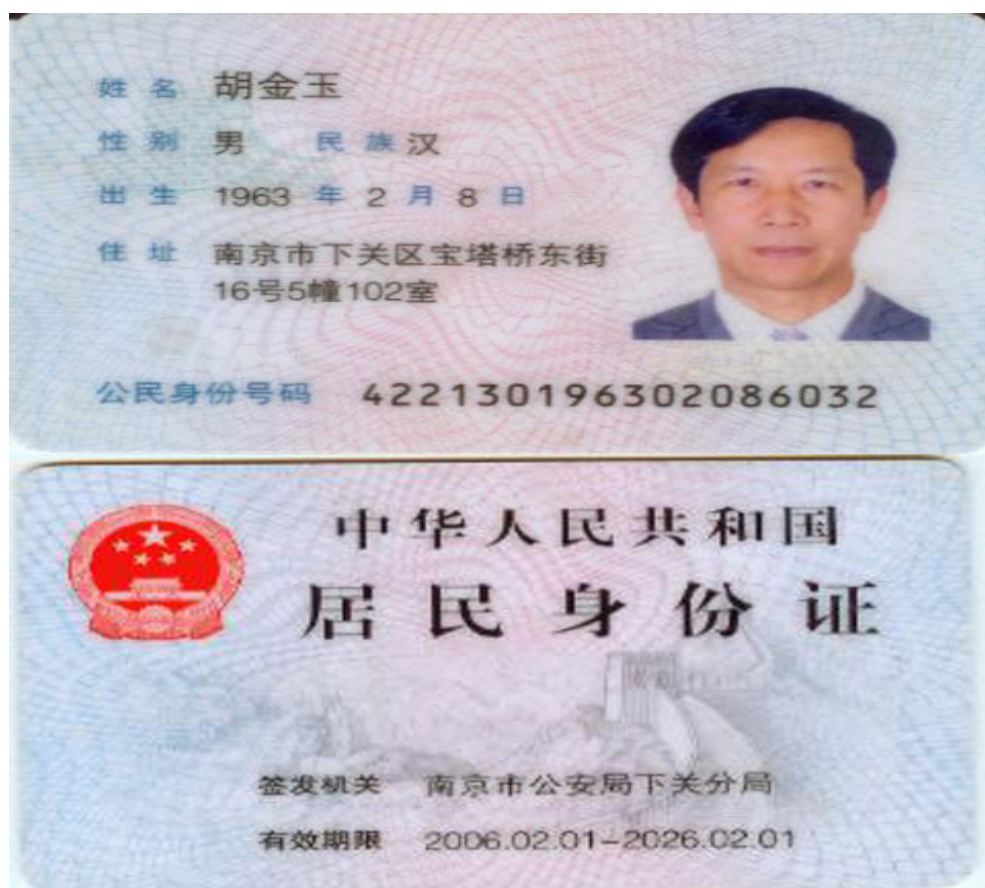 姓名 胡金玉
性别 男 民族 汉
出生 1963 年 2 月 8 日
住址 南京市下关区宝塔桥东街
16号5幢102室
公民身份号码 422130196302086032
中华人民共和国
居民身份证
签发机关 南京市公安局下关分局
有效期限 2006.02.01-2026.02.01